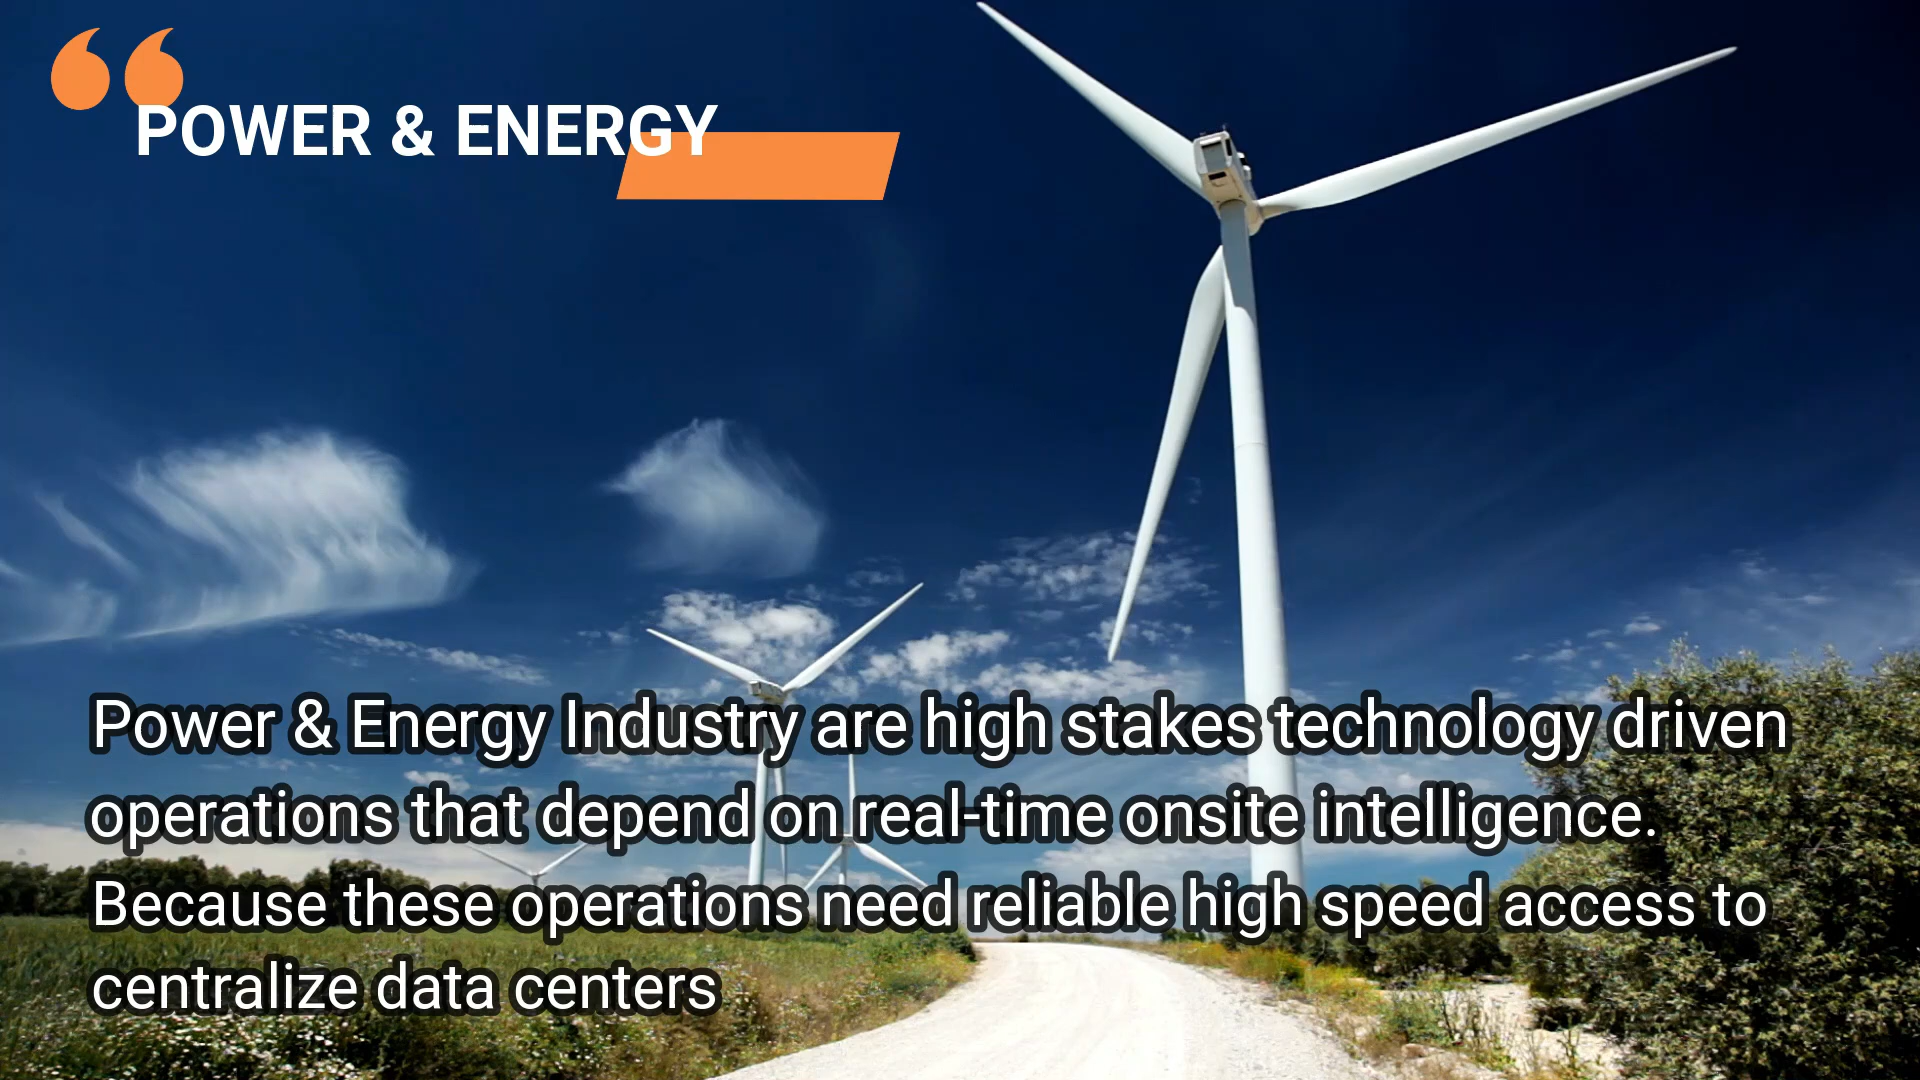 POWER & ENERGY
Power & Energy Industry are high stakes technology driven
operations that depend on real-time onsite intelligence.
Because these operations need reliable high speed access to
centralize data centers